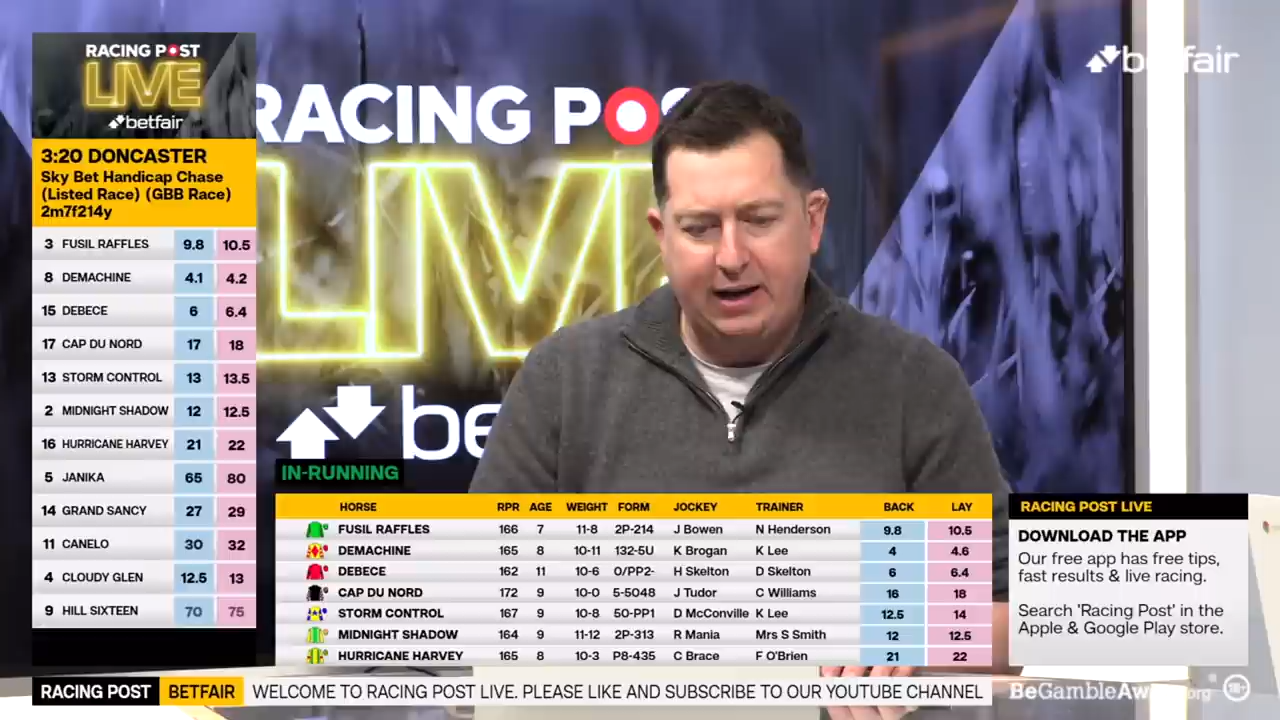 RACING POST
LIVE
betfair
3:20 DONCASTER
Sky Bet Handicap Chase
(Listed Race) (GBB Race)
2m7f214y
3 FUSIL RAFFLES 9.8 10.5
8 DEMACHINE 4.1 4.2
15 DEBECE 6 6.4
17 CAP DU NORD 17 18
13 STORM CONTROL 13 13.5
2 MIDNIGHT SHADOW 12 12.5
16 HURRICANE HARVEY 21 22
5 JANIKA 65 80
14 GRAND SANCY 27 29
11 CANELO 30 32
4 CLOUDY GLEN 12.5 13
9 HILL SIXTEEN 70 75
betfair
RACING POS
LIV
be
IN-RUNNING
HORSE RPR AGE WEIGHT FORM JOCKEY TRAINER BACK LAY
FUSIL RAFFLES 166 7 11-8 2P-214 J Bowen N Henderson 9.8 10.5
DEMACHINE 165 8 10-11 132-5U K Brogan K Lee 4 4.6
DEBECE 162 11 10-6 0/PP2- H Skelton D Skelton 6 6.4
CAP DU NORD 172 9 10-0 5-5048 J Tudor C Williams 16 18
STORM CONTROL 167 9 10-8 50-PP1 D McConville K Lee 12.5 14
MIDNIGHT SHADOW 164 9 11-12 2P-313 R Mania Mrs S Smith 12 12.5
HURRICANE HARVEY 165 8 10-3 P8-435 C Brace F O'Brien 21 22
RACING POST LIVE
DOWNLOAD THE APP
Our free app has free tips,
fast results & live racing.
Search 'Racing Post' in the
Apple & Google Play store.
RACING POST BETFAIR WELCOME TO RACING POST LIVE. PLEASE LIKE AND SUBSCRIBE TO OUR YOUTUBE CHANNEL
BeGambleAware.org 18+